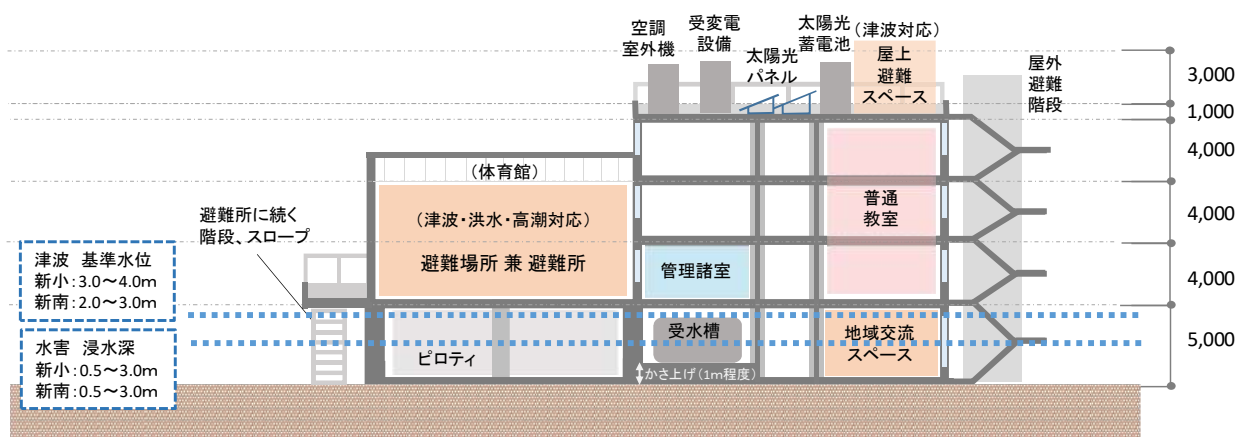 空調
室外機
受変電
設備
太陽光
パネル
太陽光
蓄電池
(津波対応)
屋上
避難
スペース
屋外
避難
階段
3,000
1,000
4,000
4,000
4,000
5,000
(体育館)
(津波・洪水・高潮対応)
避難場所 兼 避難所
普通
教室
管理諸室
避難所に続く
階段、スロープ
津波 基準水位
新小:3.0~4.0m
新南:2.0~3.0m
水害 浸水深
新小:0.5~3.0m
新南:0.5~3.0m
ピロティ
受水槽
かさ上げ(1m程度)
地域交流
スペース